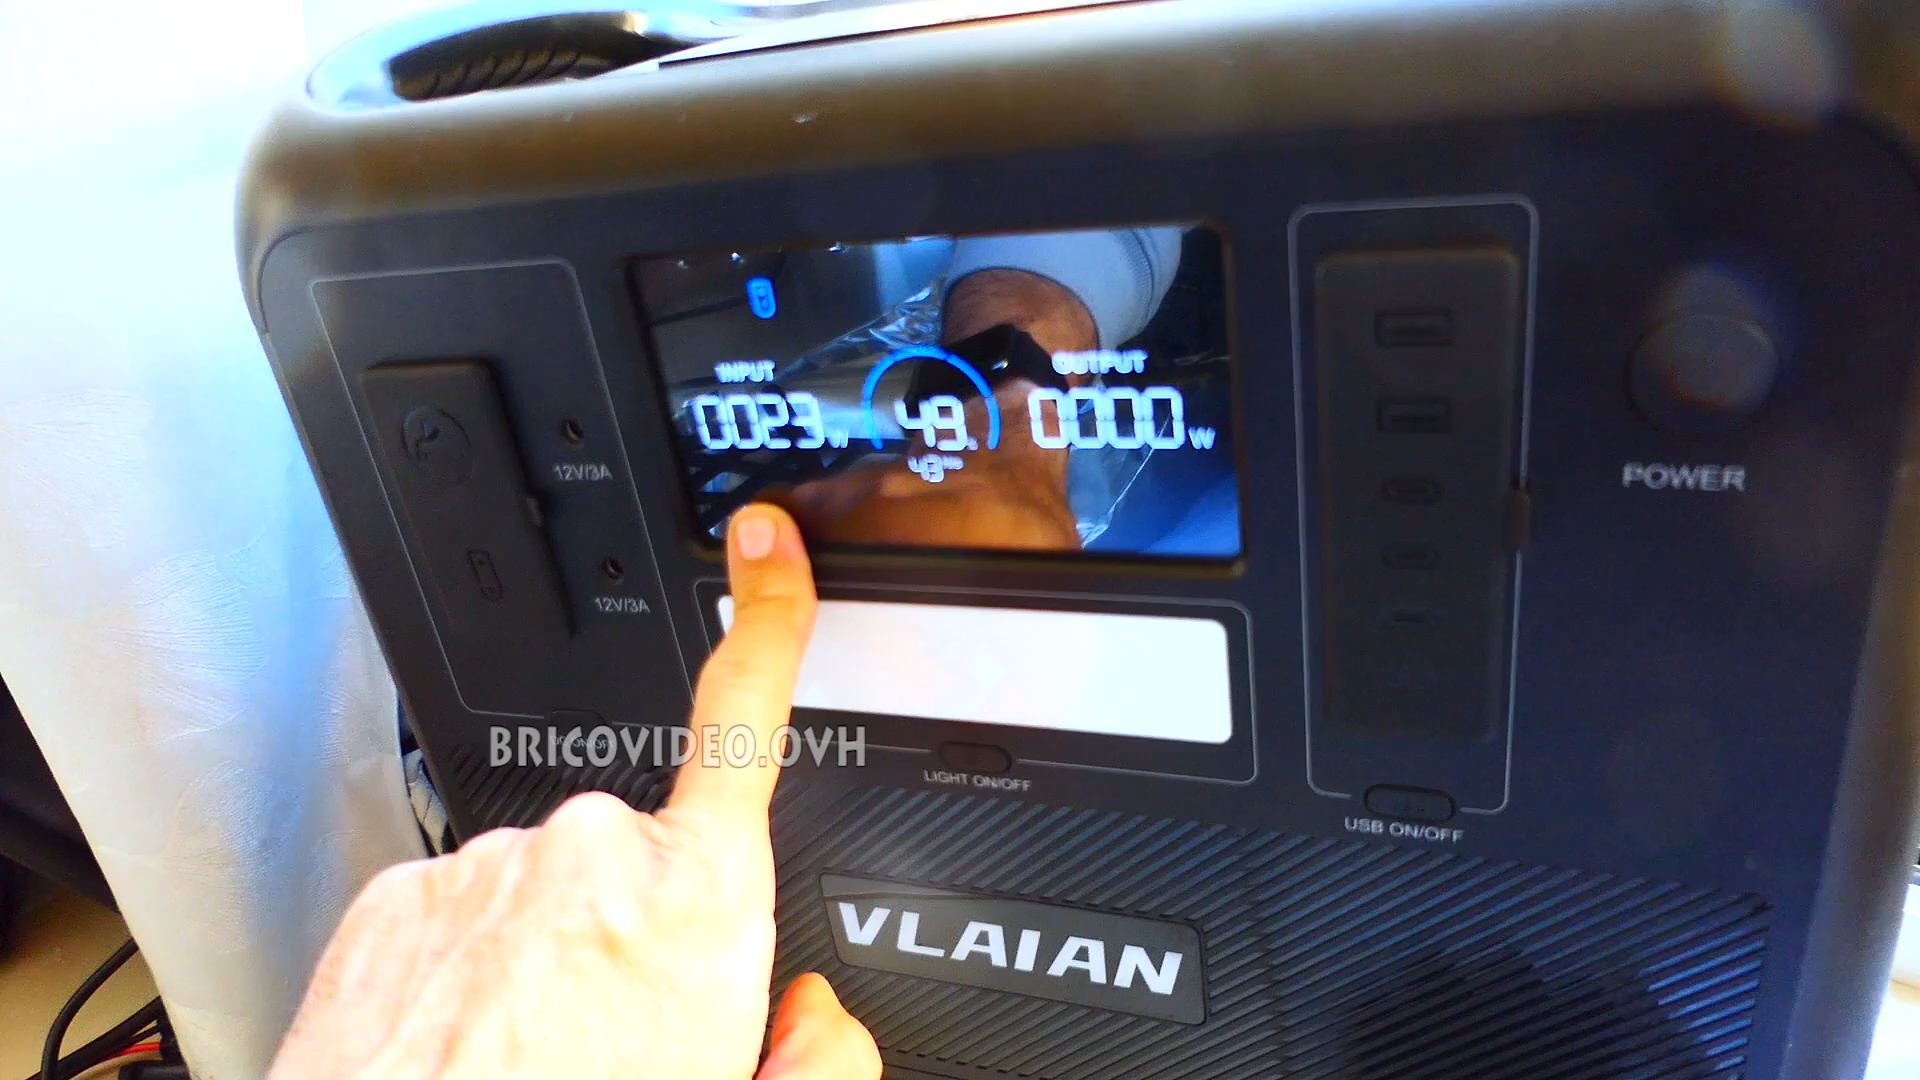 INPUT
0023W
49%
43
OUTPUT
0000W
12V/3A
12V/3A
POWER
BRICOVIDEO.OVH
LIGHT ON/OFF
USB ON/OFF
VLAIAN